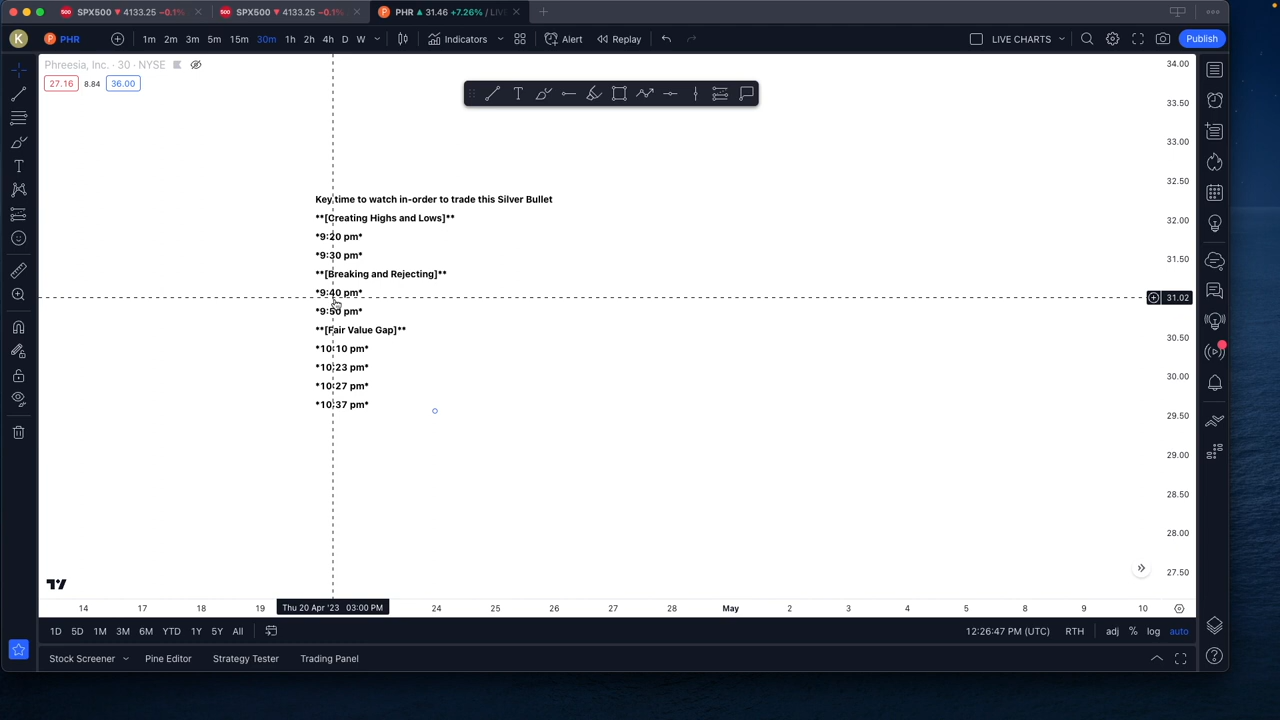 SPX500 ▼ 4133.25 −0.1%
SPX500 ▼ 4133.25 −0.1%
PHR ▲ 31.46 +7.26% / LIV
K
PHR
1m 2m 3m 5m 15m 30m 1h 2h 4h D W
Indicators
Alert
Replay
LIVE CHARTS
Publish
Phreesia, Inc. · 30 · NYSE
27.16 8.84 36.00
Key time to watch in-order to trade this Silver Bullet
**[Creating Highs and Lows]**
*9:20 pm*
*9:30 pm*
**[Breaking and Rejecting]**
*9:40 pm*
*9:50 pm*
**[Fair Value Gap]**
*10:10 pm*
*10:23 pm*
*10:27 pm*
*10:37 pm*
34.00
33.50
33.00
32.50
32.00
31.50
31.02
30.50
30.00
29.50
29.00
28.50
28.00
27.50
14 17 18 19 Thu 20 Apr '23 03:00 PM 24 25 26 27 28 May 2 3 4 5 8 9 10
1D 5D 1M 3M 6M YTD 1Y 5Y All
12:26:47 PM (UTC) RTH adj % log auto
Stock Screener Pine Editor Strategy Tester Trading Panel